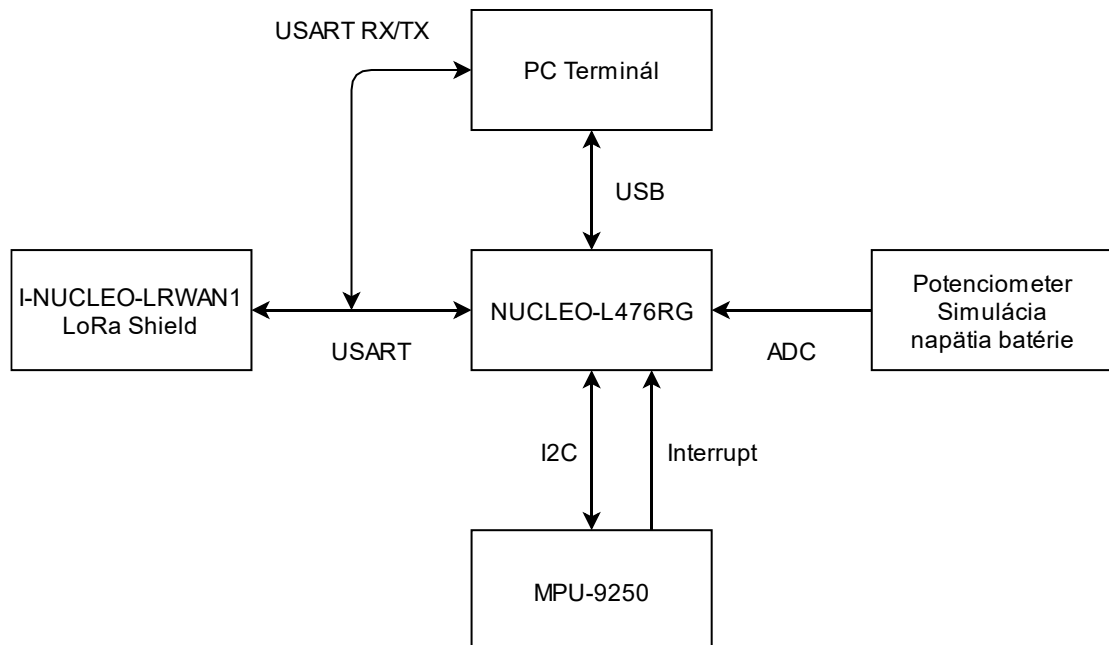 USART RX/TX
PC Terminál
USB
I-NUCLEO-LRWAN1
LoRa Shield
USART
NUCLEO-L476RG
ADC
Potenciometer
Simulácia
napätia batérie
I2C
Interrupt
MPU-9250